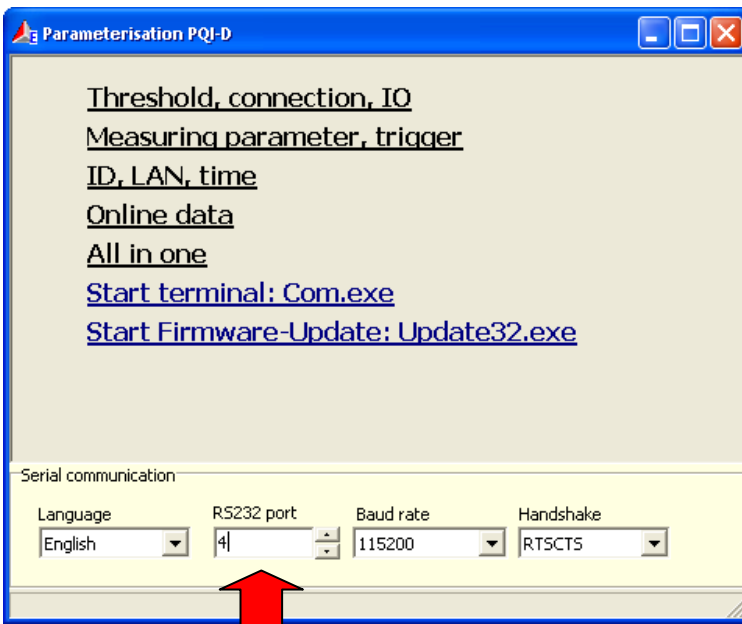 Parameterisation PQI-D
Threshold, connection, IO
Measuring parameter, trigger
ID, LAN, time
Online data
All in one
Start terminal: Com.exe
Start Firmware-Update: Update32.exe
Serial communication
Language RS232 port Baud rate Handshake
English 4 115200 RTSCTS